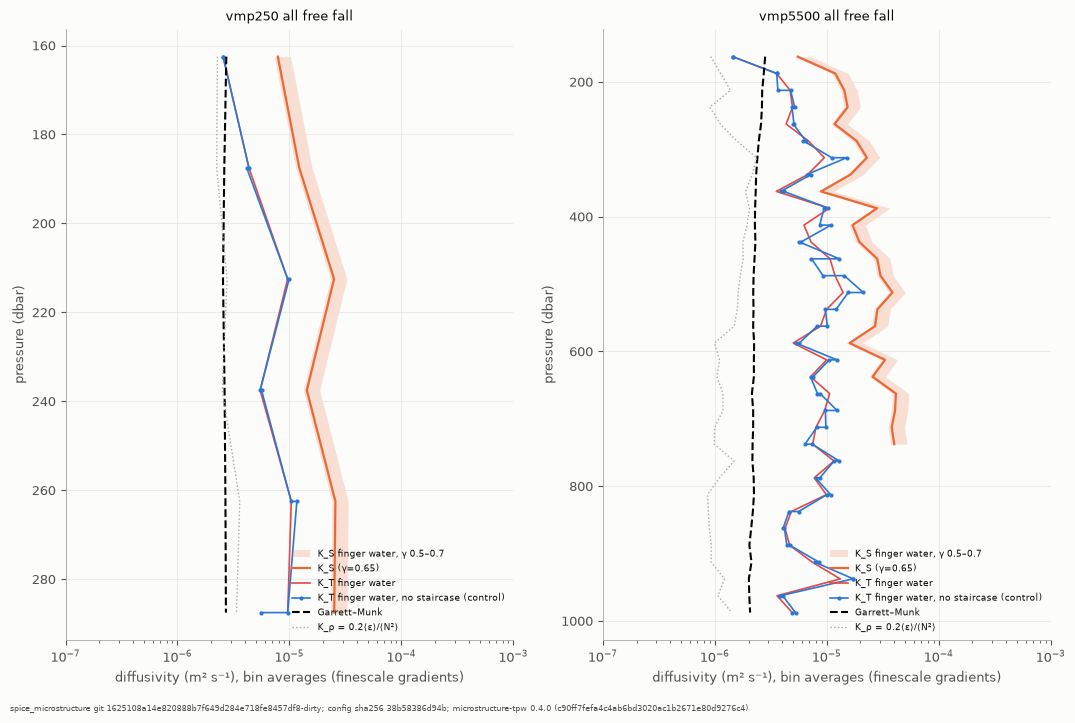 vmp250 all free fall
vmp5500 all free fall
pressure (dbar)
160
180
200
220
240
260
280
K_S finger water, γ 0.5–0.7
K_S (γ=0.65)
K_T finger water
K_T finger water, no staircase (control)
Garrett–Munk
K_ρ = 0.2⟨ε⟩/⟨N²⟩
10⁻⁷
10⁻⁶
10⁻⁵
10⁻⁴
10⁻³
diffusivity (m² s⁻¹), bin averages (finescale gradients)
pressure (dbar)
200
400
600
800
1000
K_S finger water, γ 0.5–0.7
K_S (γ=0.65)
K_T finger water
K_T finger water, no staircase (control)
Garrett–Munk
K_ρ = 0.2⟨ε⟩/⟨N²⟩
10⁻⁷
10⁻⁶
10⁻⁵
10⁻⁴
10⁻³
diffusivity (m² s⁻¹), bin averages (finescale gradients)
spice_microstructure git 1625108a14e820888b7f649d284e718fe8457df8-dirty; config sha256 38b58386d94b; microstructure-tpw 0.4.0 (c90ff7fefa4c4ab6bd3020ac1b2671e80d9276c4)